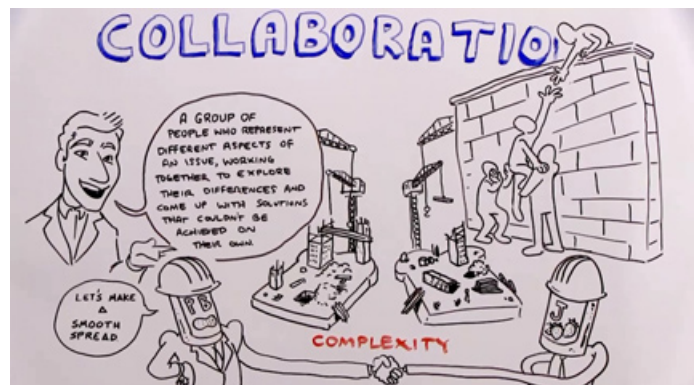 COLLABORATIO
A GROUP OF
PEOPLE WHO REPRESENT
DIFFERENT ASPECTS OF
AN ISSUE, WORKING
TOGETHER TO EXPLORE
THEIR DIFFERENCES AND
COME UP WITH SOLUTIONS
THAT COULDN'T BE
ACHIEVED ON
THEIR OWN.
LET'S MAKE
A
SMOOTH
SPREAD.
PB
J
COMPLEXITY